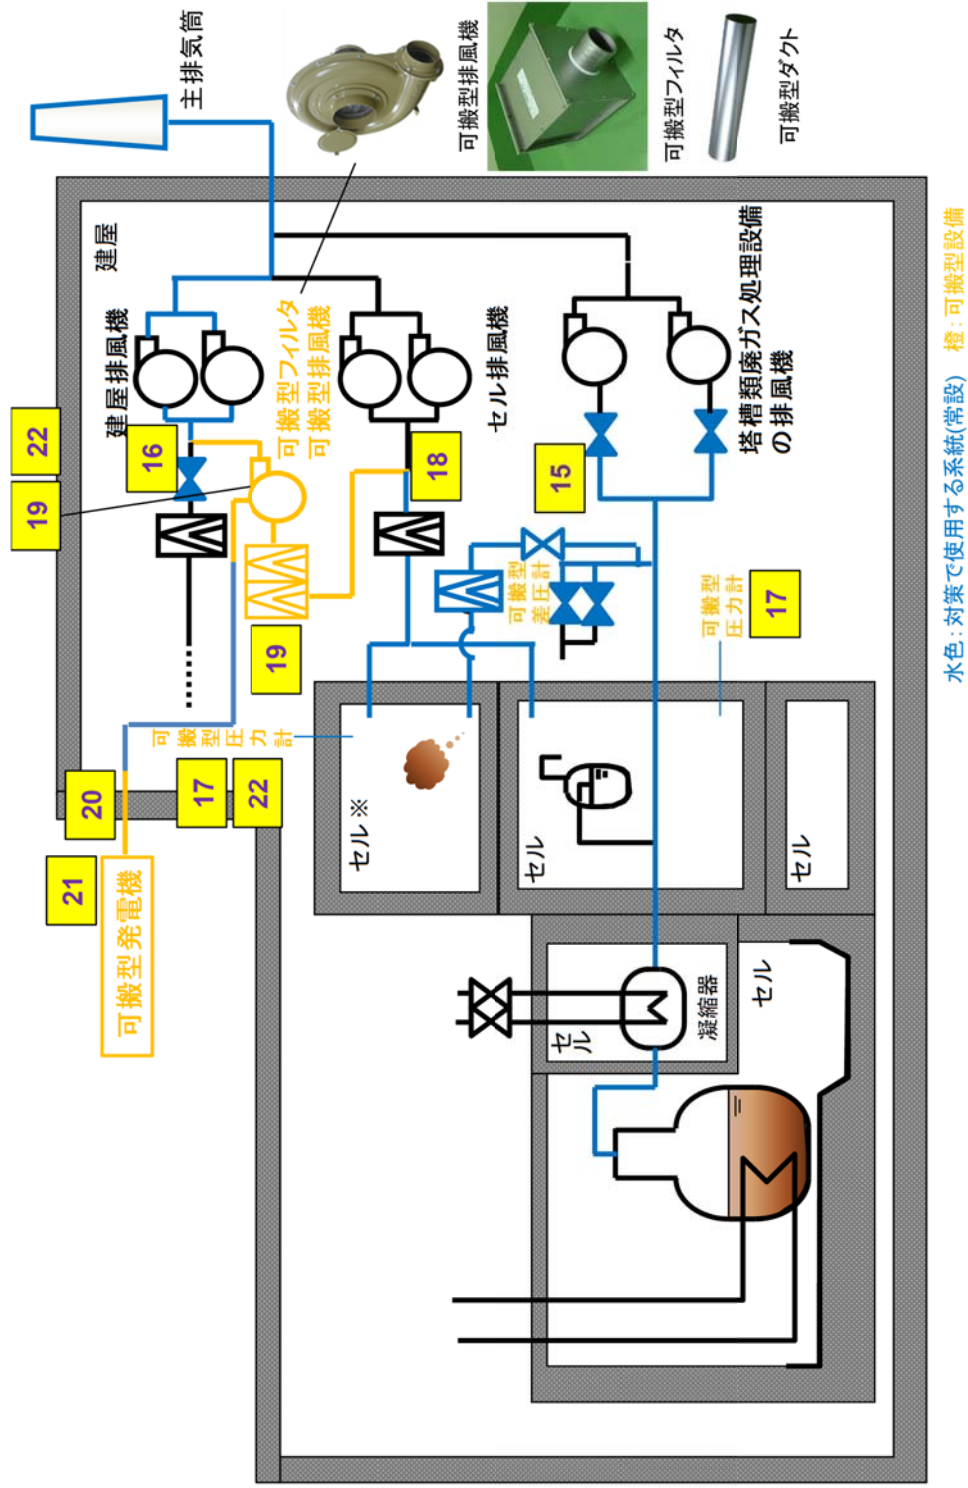 主排気筒
可搬型排風機
可搬型フィルタ
可搬型ダクト
建屋
建屋排風機
可搬型フィルタ
可搬型排風機
セル排風機
塔槽類廃ガス処理設備
の排風機
22
19
16
18
15
19
可搬型
差圧計
可搬型
圧力計
17
可搬型圧力計
20
17
22
21
可搬型発電機
セル※
セル
セル
セル
凝縮器
セル
水色：対策で使用する系統(常設)　橙：可搬型設備